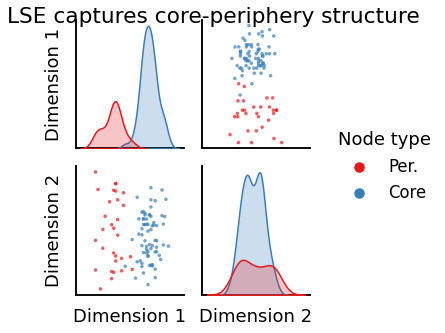 LSE captures core-periphery structure
Dimension 1
Node type
Per.
Core
Dimension 2
Dimension 1
Dimension 2